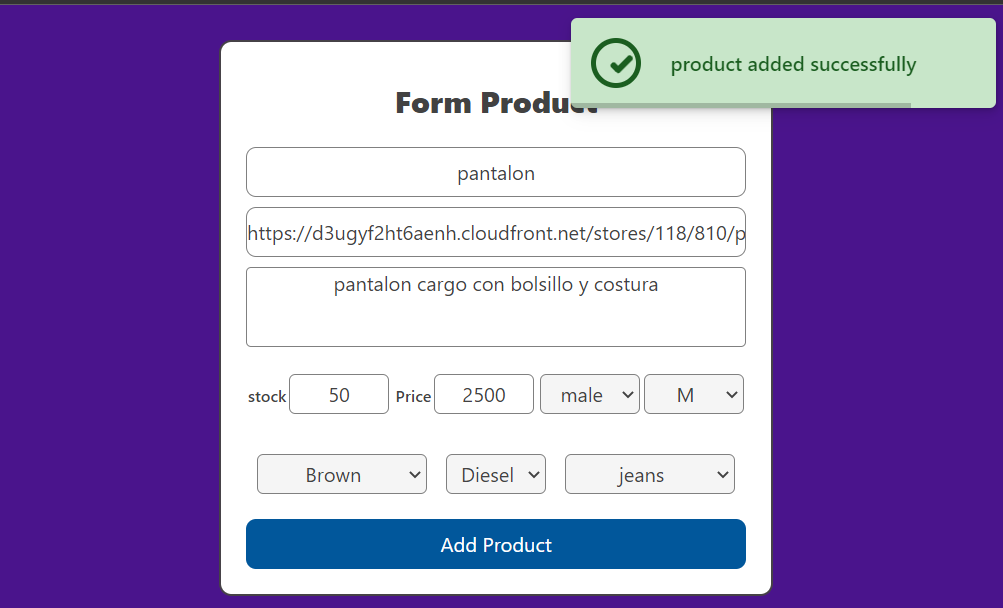 product added successfully
Form Product
pantalon
https://d3ugyf2ht6aenh.cloudfront.net/stores/118/810/p
pantalon cargo con bolsillo y costura
stock 50 Price 2500 male M
Brown Diesel jeans
Add Product